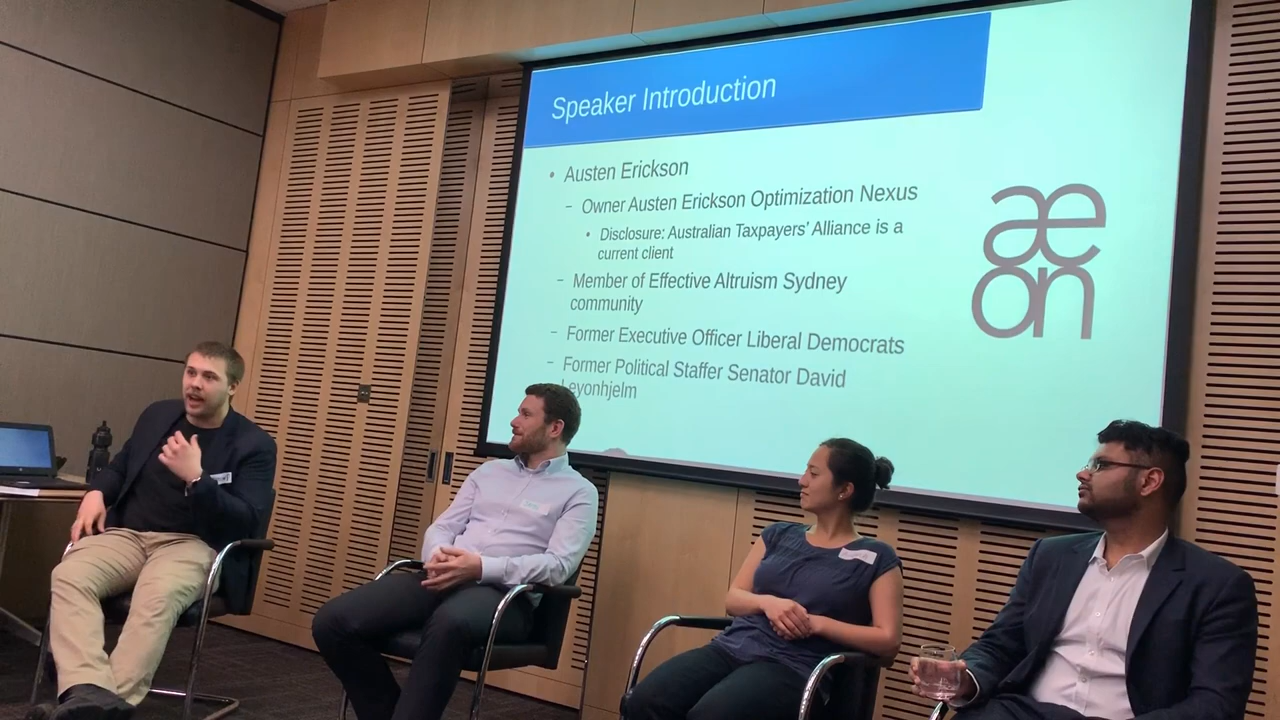 Speaker Introduction
• Austen Erickson
– Owner Austen Erickson Optimization Nexus
• Disclosure: Australian Taxpayers' Alliance is a
current client
– Member of Effective Altruism Sydney
community
– Former Executive Officer Liberal Democrats
– Former Political Staffer Senator David
Leyonhjelm
æ
on